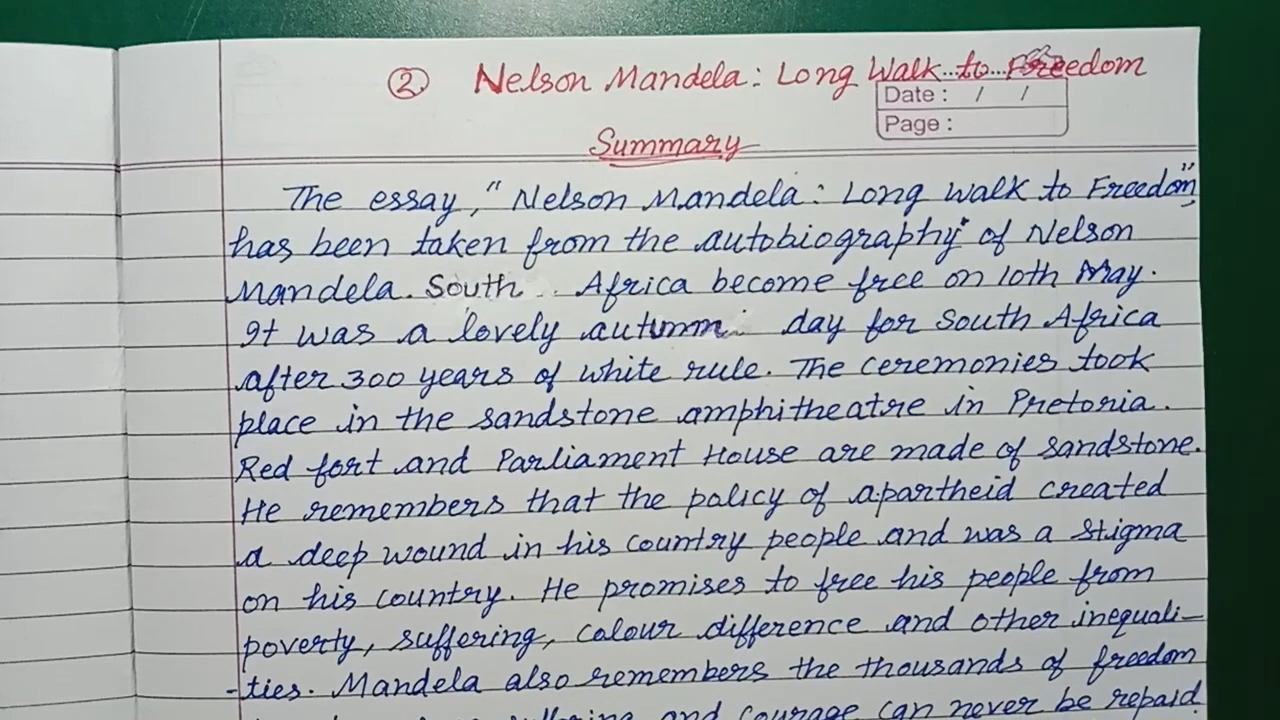 ② Nelson Mandela: Long Walk to Freedom
Date : / /
Page :
Summary
The essay, "Nelson Mandela: Long Walk to Freedom",
has been taken from the autobiography of Nelson
Mandela. South Africa become free on 10th May.
It was a lovely autumn day for South Africa
after 300 years of white rule. The ceremonies took
place in the sandstone amphitheatre in Pretoria.
Red fort and Parliament House are made of sandstone.
He remembers that the policy of apartheid created
a deep wound in his country people and was a stigma
on his country. He promises to free his people from
poverty, suffering, colour difference and other inequali-
-ties. Mandela also remembers the thousands of freedom
and courage can never be repaid